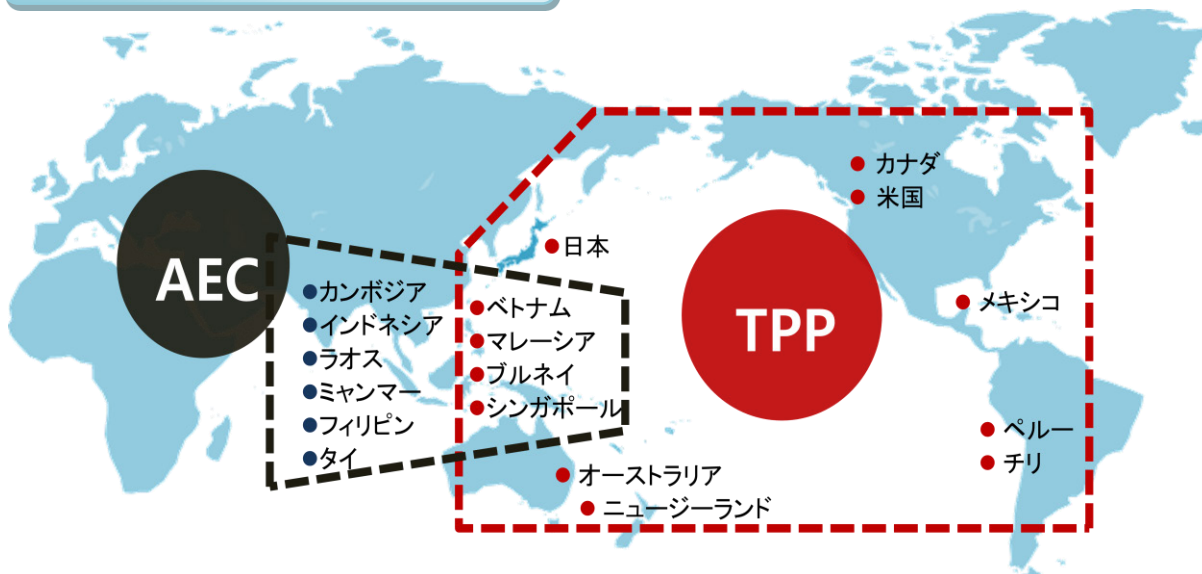 AEC
カンボジア
インドネシア
ラオス
ミャンマー
フィリピン
タイ
日本
ベトナム
マレーシア
ブルネイ
シンガポール
オーストラリア
ニュージーランド
TPP
カナダ
米国
メキシコ
ペルー
チリ